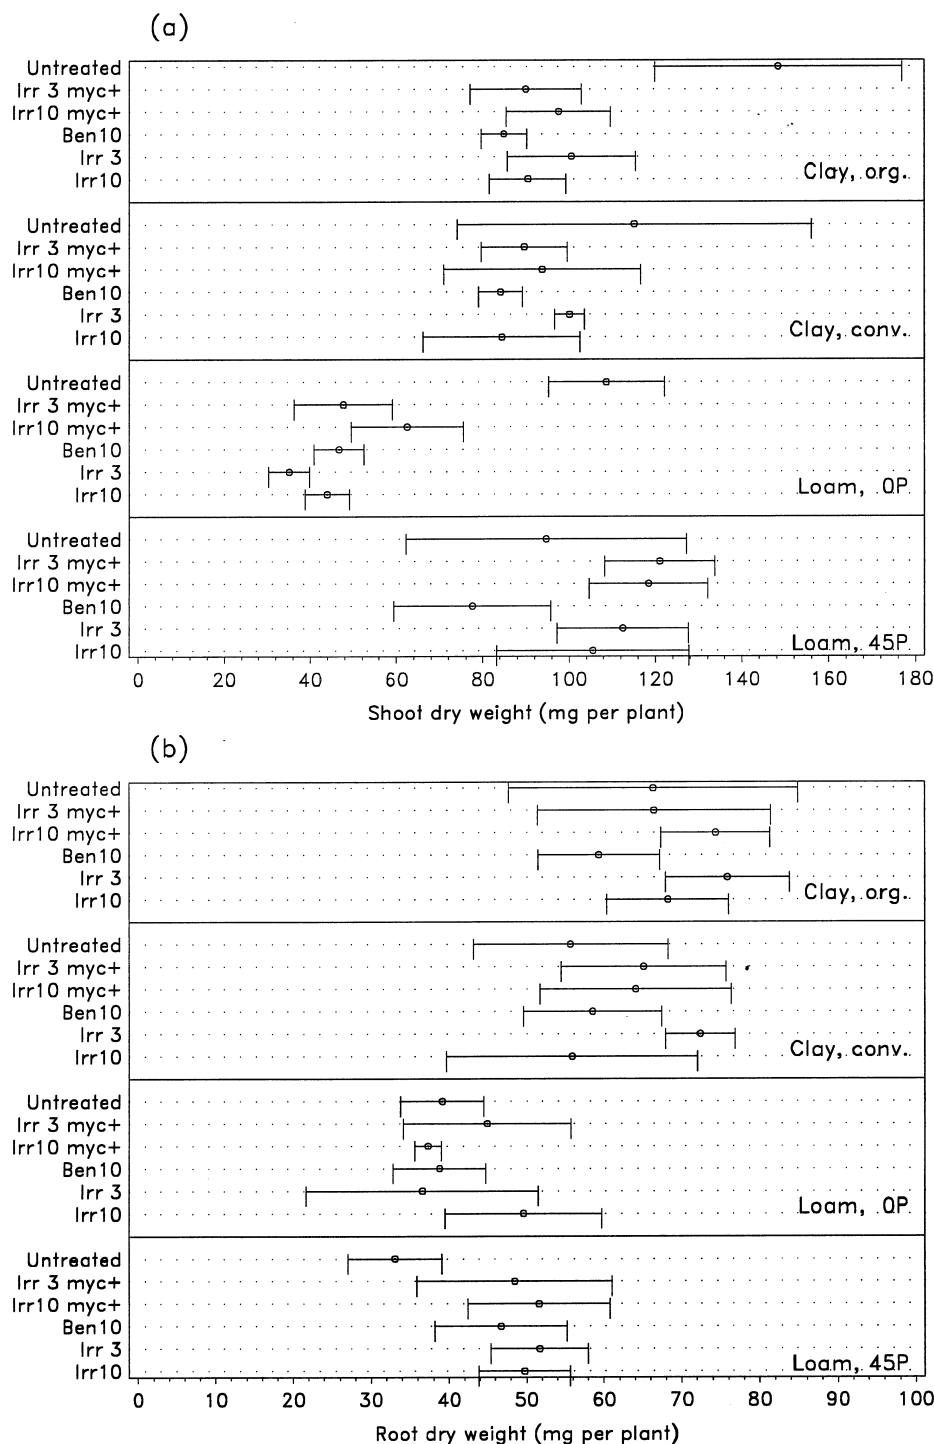 (a)
Untreated
Irr 3 myc+
Irr10 myc+
Ben10
Irr 3
Irr10
Clay, org.
Untreated
Irr 3 myc+
Irr10 myc+
Ben10
Irr 3
Irr10
Clay, conv.
Untreated
Irr 3 myc+
Irr10 myc+
Ben10
Irr 3
Irr10
Loam, 0P
Untreated
Irr 3 myc+
Irr10 myc+
Ben10
Irr 3
Irr10
Loam, 45P
0 20 40 60 80 100 120 140 160 180
Shoot dry weight (mg per plant)
(b)
Untreated
Irr 3 myc+
Irr10 myc+
Ben10
Irr 3
Irr10
Clay, org.
Untreated
Irr 3 myc+
Irr10 myc+
Ben10
Irr 3
Irr10
Clay, conv.
Untreated
Irr 3 myc+
Irr10 myc+
Ben10
Irr 3
Irr10
Loam, 0P
Untreated
Irr 3 myc+
Irr10 myc+
Ben10
Irr 3
Irr10
Loam, 45P
0 10 20 30 40 50 60 70 80 90 100
Root dry weight (mg per plant)